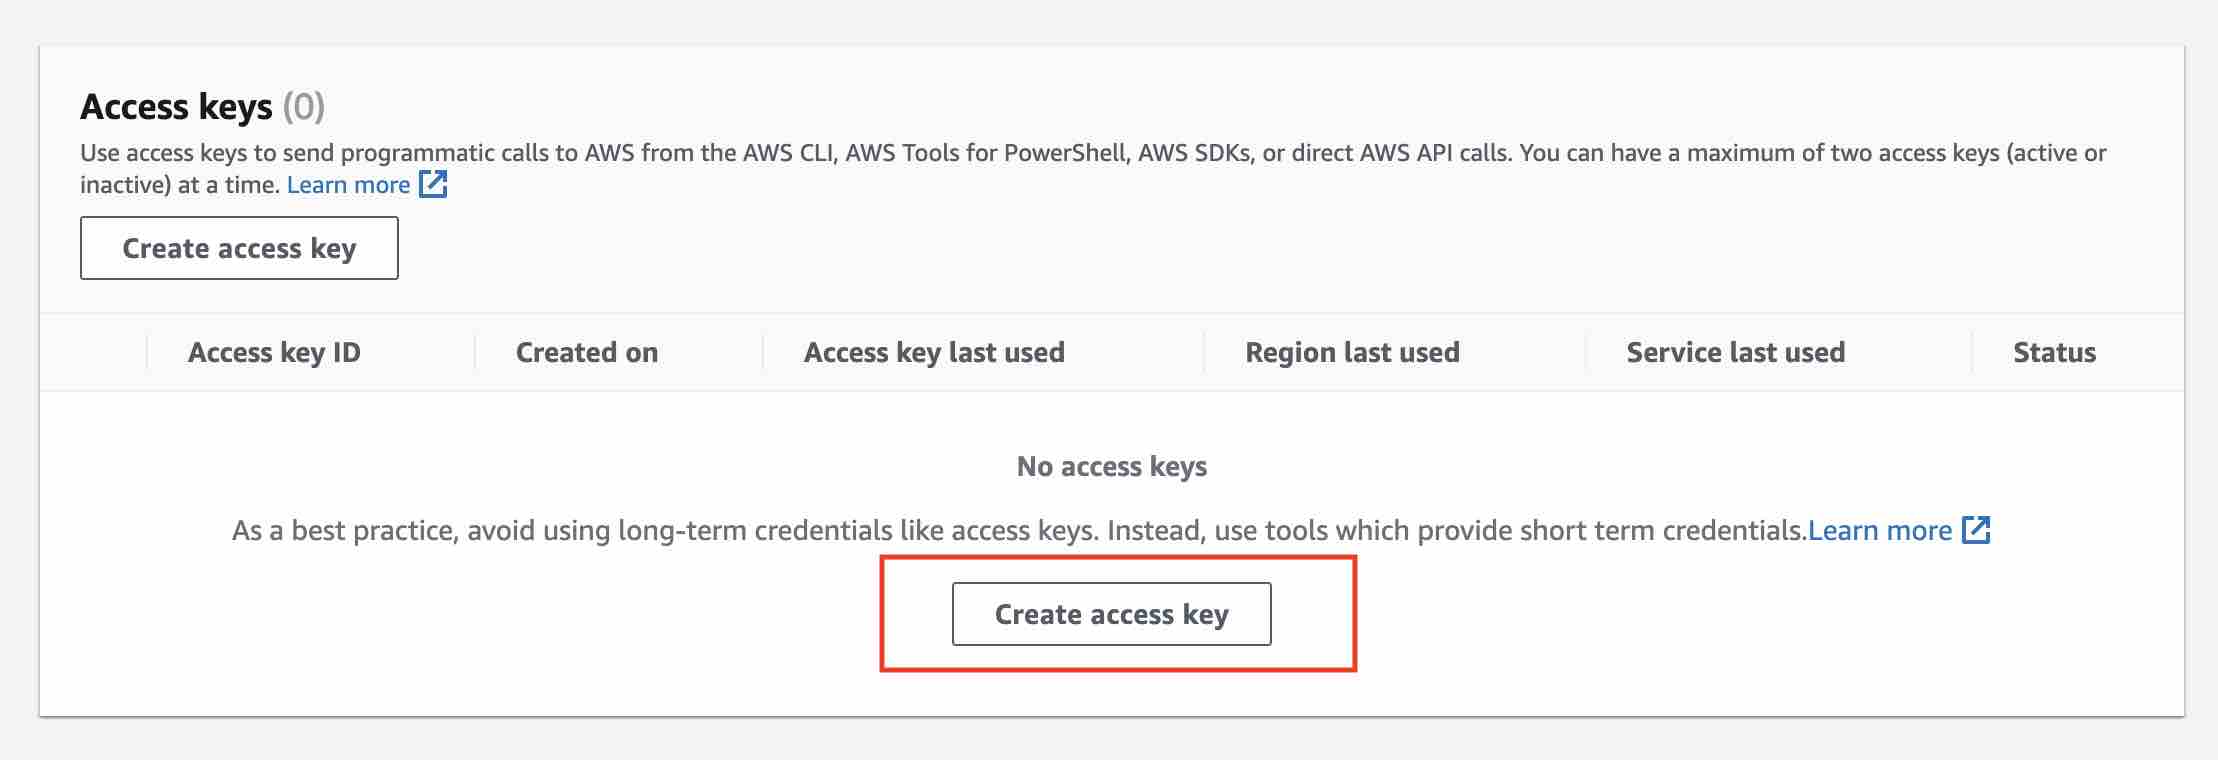 Access keys (0)
Use access keys to send programmatic calls to AWS from the AWS CLI, AWS Tools for PowerShell, AWS SDKs, or direct AWS API calls. You can have a maximum of two access keys (active or
inactive) at a time. Learn more
Create access key
Access key ID Created on Access key last used Region last used Service last used Status
No access keys
As a best practice, avoid using long-term credentials like access keys. Instead, use tools which provide short term credentials.Learn more
Create access key